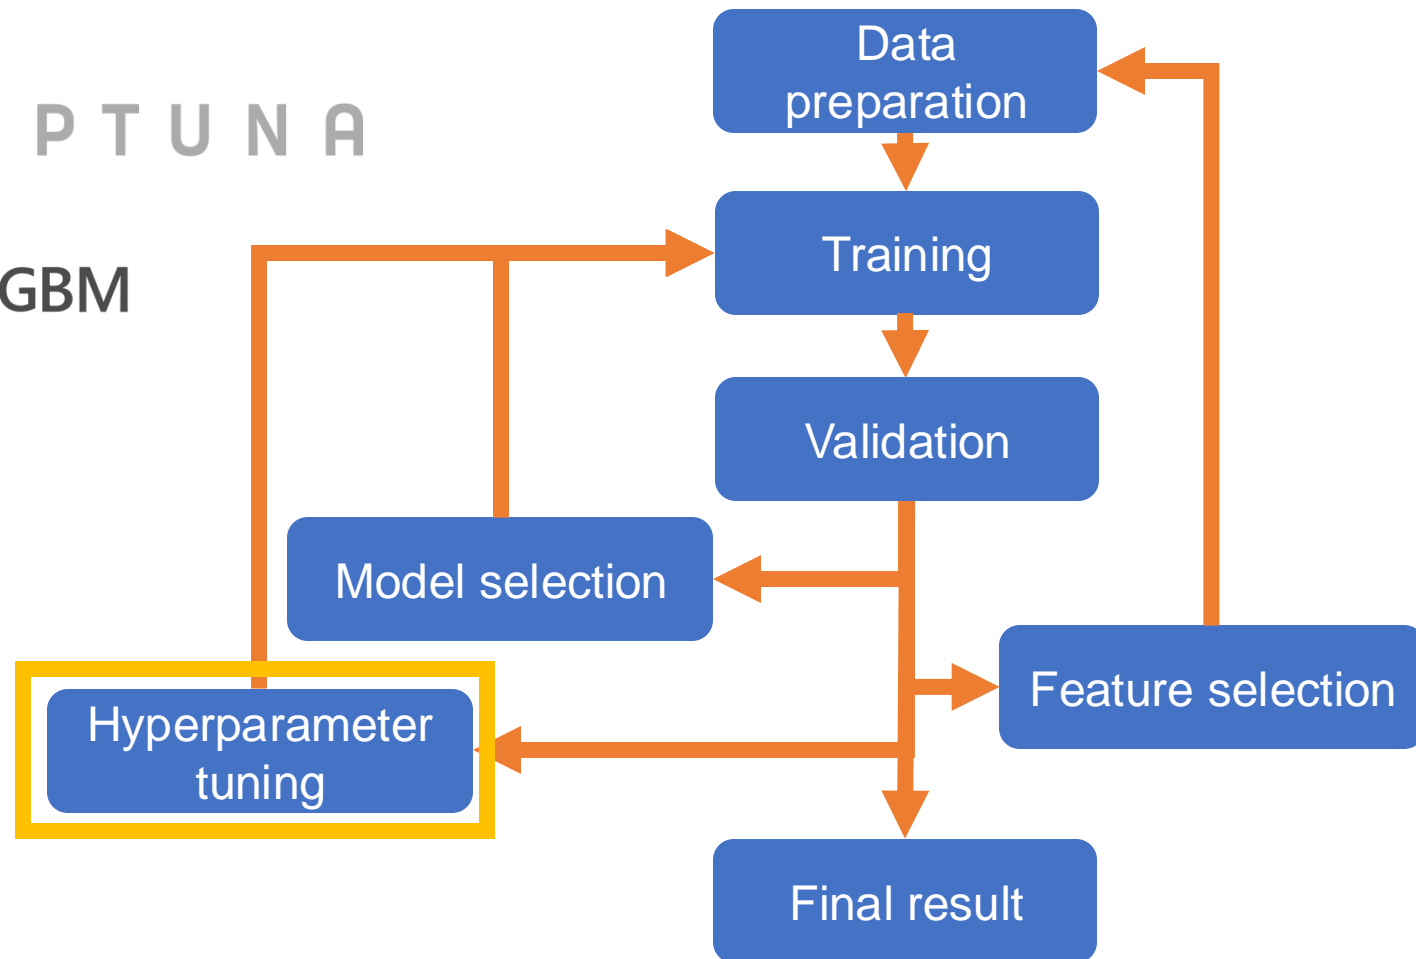 Data
preparation
PTUNA
Training
GBM
Validation
Model selection
Feature selection
Hyperparameter
tuning
Final result